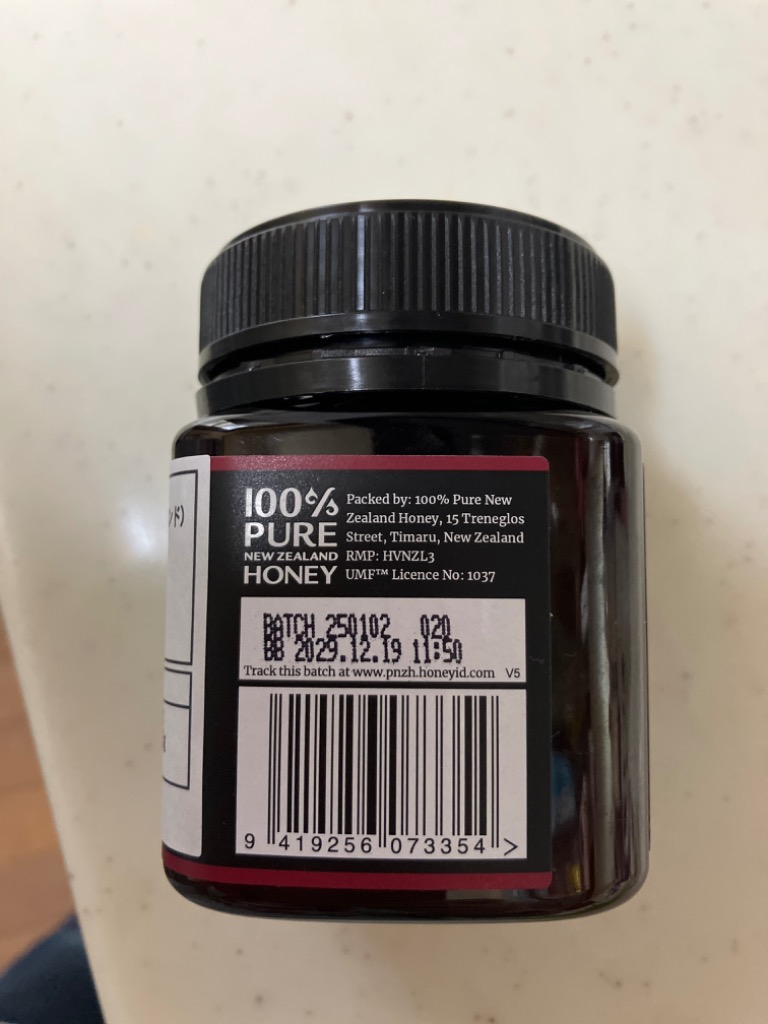 ンド)
100%
PURE
NEW ZEALAND
HONEY
Packed by: 100% Pure New
Zealand Honey, 15 Treneglos
Street, Timaru, New Zealand
RMP: HVNZL3
UMF™ Licence No: 1037
BATCH 250102 020
BB 2029.12.19 11:50
Track this batch at www.pnzh.honeyid.com V5
9 419256 073354 >